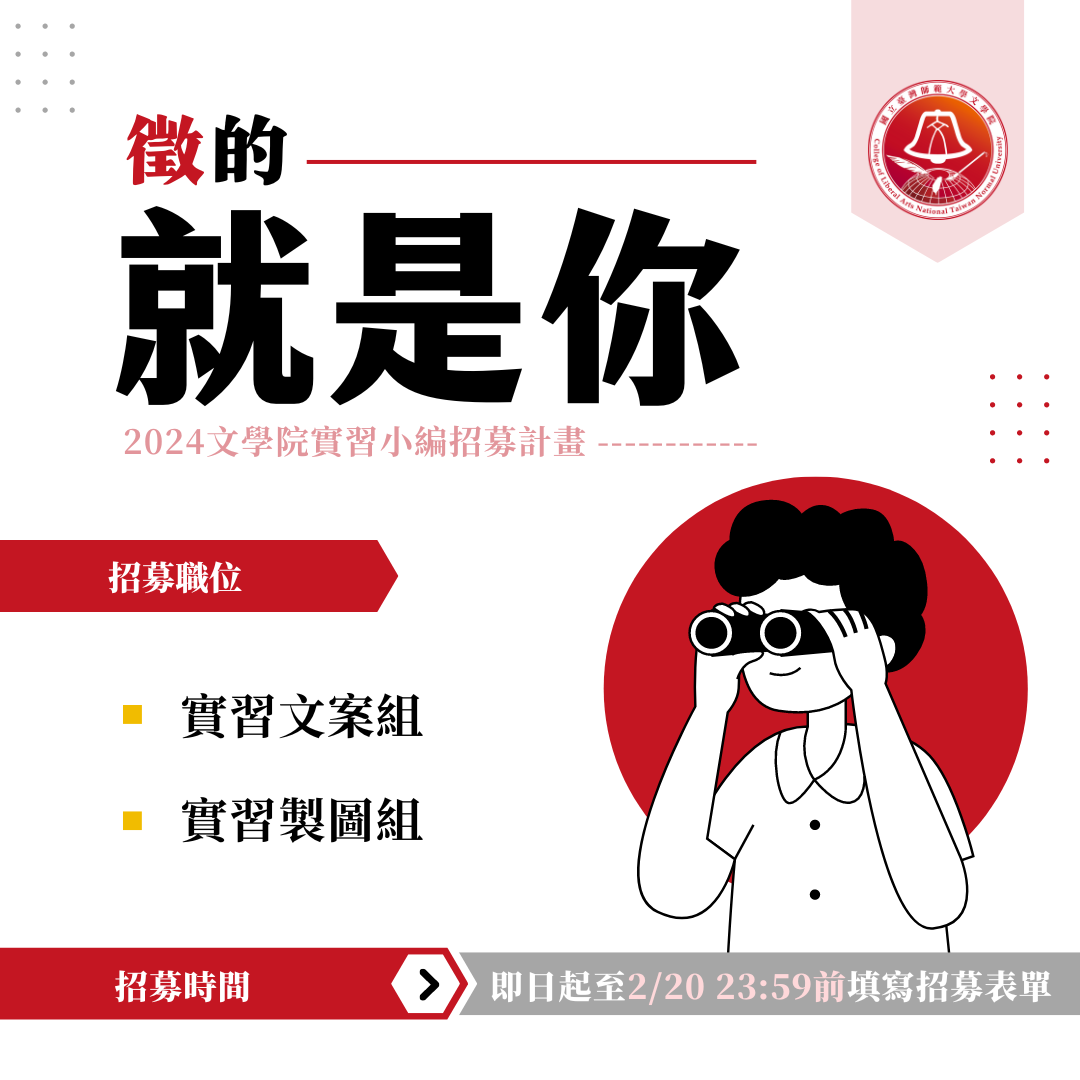 徵的
就是你
2024文學院實習小編招募計畫 ------------
國立臺灣師範大學文學院
College of Liberal Arts National Taiwan Normal University
招募職位
實習文案組
實習製圖組
招募時間
即日起至2/20 23:59前填寫招募表單